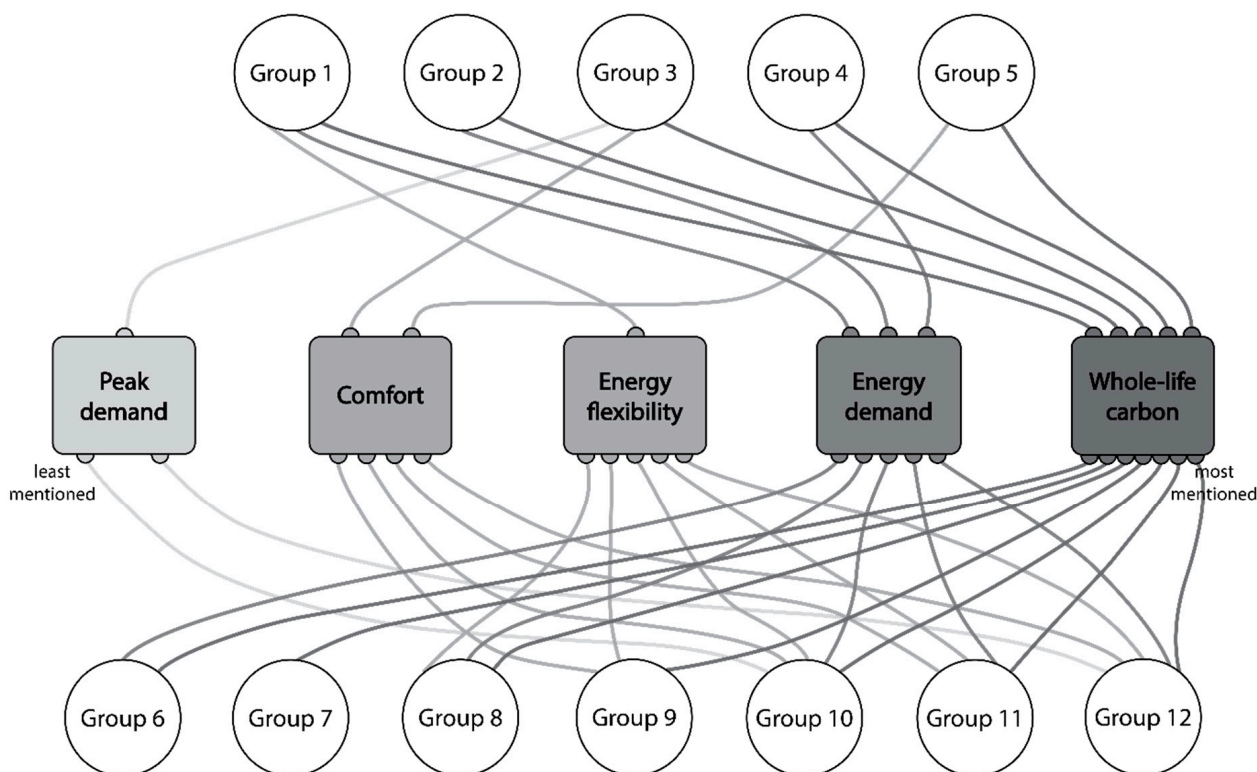 Group 1
Group 2
Group 3
Group 4
Group 5
Peak
demand
Comfort
Energy
flexibility
Energy
demand
Whole-life
carbon
least
mentioned
most
mentioned
Group 6
Group 7
Group 8
Group 9
Group 10
Group 11
Group 12